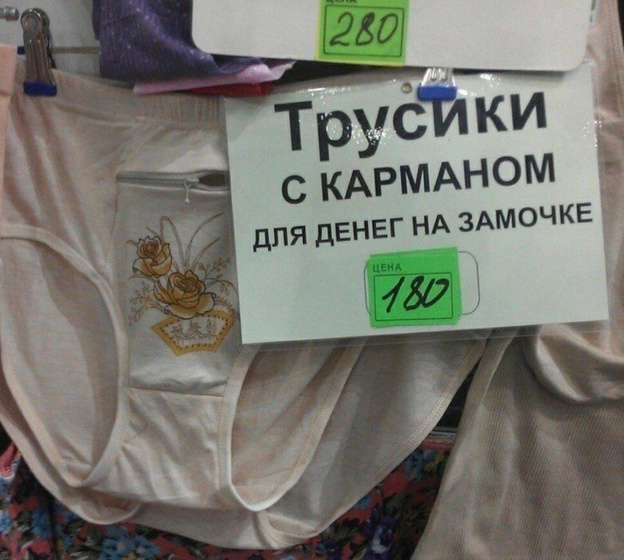 280
Трусики
С КАРМАНОМ
ДЛЯ ДЕНЕГ НА ЗАМОЧКЕ
ЦЕНА
180